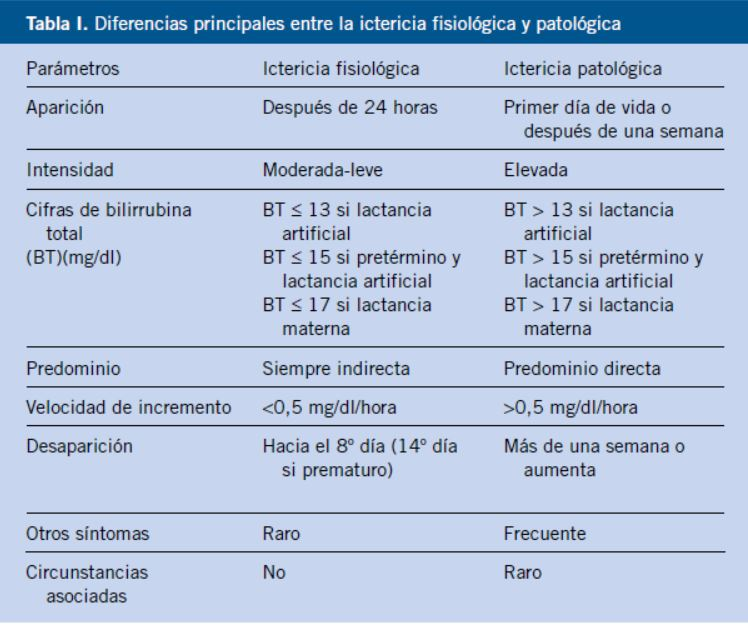 Tabla I. Diferencias principales entre la ictericia fisiológica y patológica
Parámetros Ictericia fisiológica Ictericia patológica
Aparición Después de 24 horas Primer día de vida o
después de una semana
Intensidad Moderada-leve Elevada
Cifras de bilirrubina BT ≤ 13 si lactancia BT > 13 si lactancia
total artificial artificial
(BT)(mg/dl) BT ≤ 15 si pretérmino y BT > 15 si pretérmino y
lactancia artificial lactancia artificial
BT ≤ 17 si lactancia BT > 17 si lactancia
materna materna
Predominio Siempre indirecta Predominio directa
Velocidad de incremento <0,5 mg/dl/hora >0,5 mg/dl/hora
Desaparición Hacia el 8º día (14º día Más de una semana o
si prematuro) aumenta
Otros síntomas Raro Frecuente
Circunstancias No Raro
asociadas